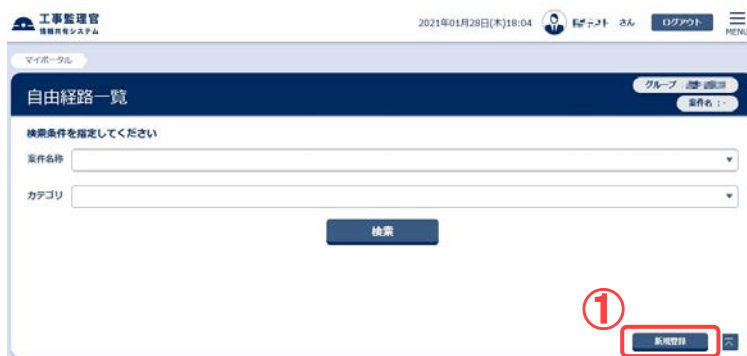 工事監理官
情報共有システム
2021年01月28日(木)18:04
テスト さん
ログアウト
MENU
マイポータル
自由経路一覧
グループ
案件名：-
検索条件を指定してください
案件名称
カテゴリ
検索
①
新規登録